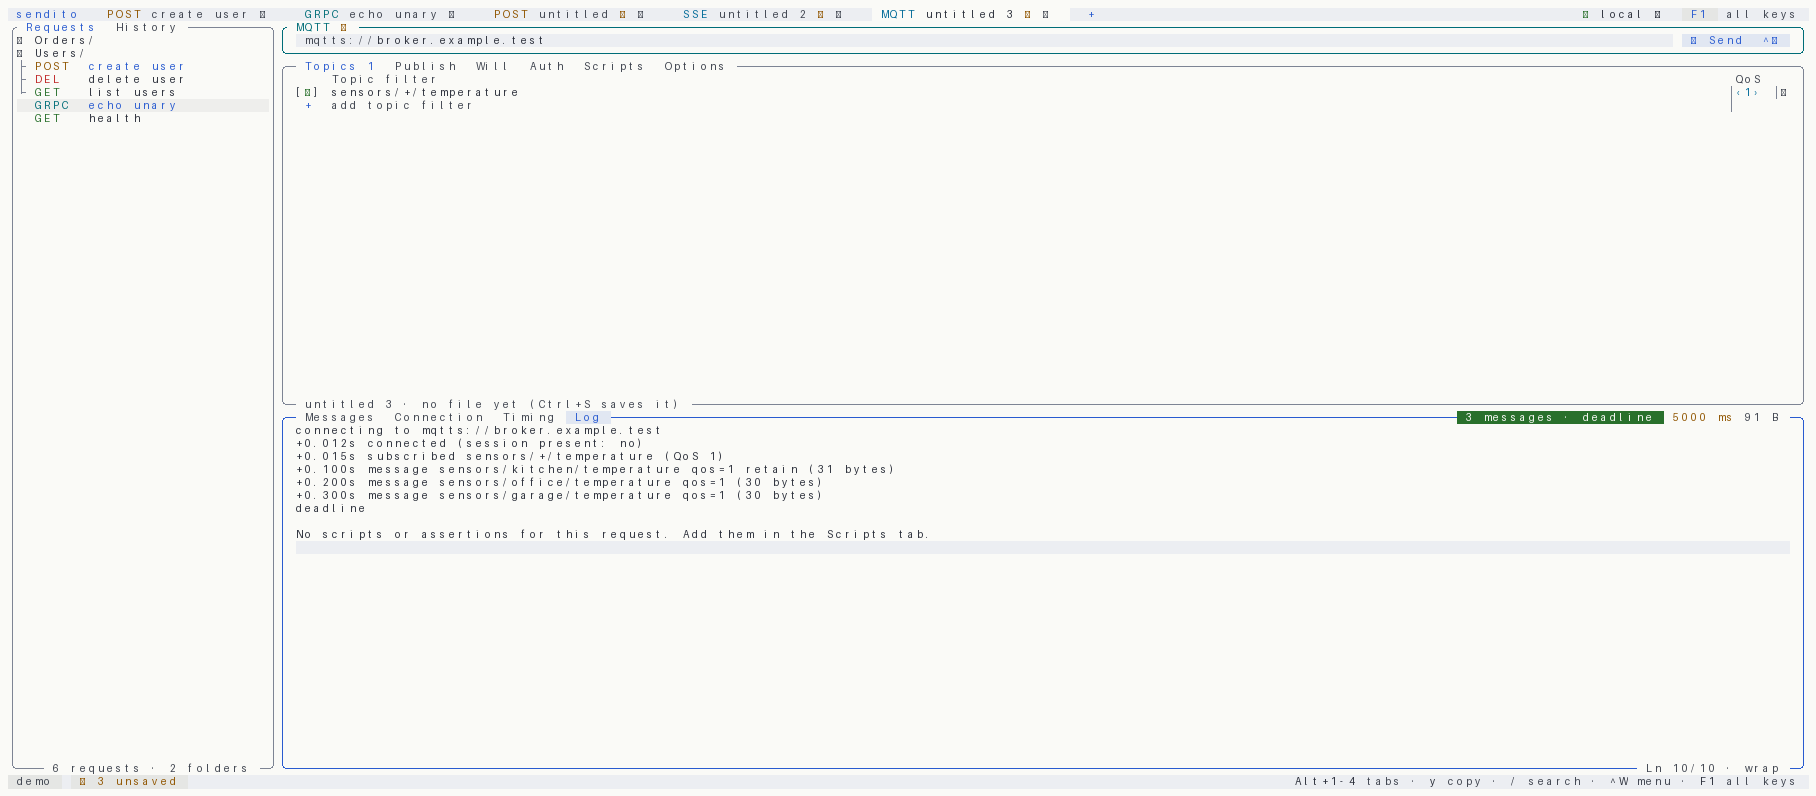 sendito POST create user GRPC echo unary POST untitled SSE untitled 2 MQTT untitled 3 + local F1 all keys
Requests History
Orders/
Users/
POST create user
DEL delete user
GET list users
GRPC echo unary
GET health
6 requests · 2 folders
MQTT
mqtts://broker.example.test Send ^
Topics 1 Publish Will Auth Scripts Options
Topic filter QoS
[ ] sensors/+/temperature ‹1›
+ add topic filter
untitled 3 · no file yet (Ctrl+S saves it)
Messages Connection Timing Log 3 messages · deadline 5000 ms 91 B
connecting to mqtts://broker.example.test
+0.012s connected (session present: no)
+0.015s subscribed sensors/+/temperature (QoS 1)
+0.100s message sensors/kitchen/temperature qos=1 retain (31 bytes)
+0.200s message sensors/office/temperature qos=1 (30 bytes)
+0.300s message sensors/garage/temperature qos=1 (30 bytes)
deadline
No scripts or assertions for this request. Add them in the Scripts tab.
Ln 10/10 · wrap
demo 3 unsaved Alt+1-4 tabs · y copy · / search · ^W menu · F1 all keys